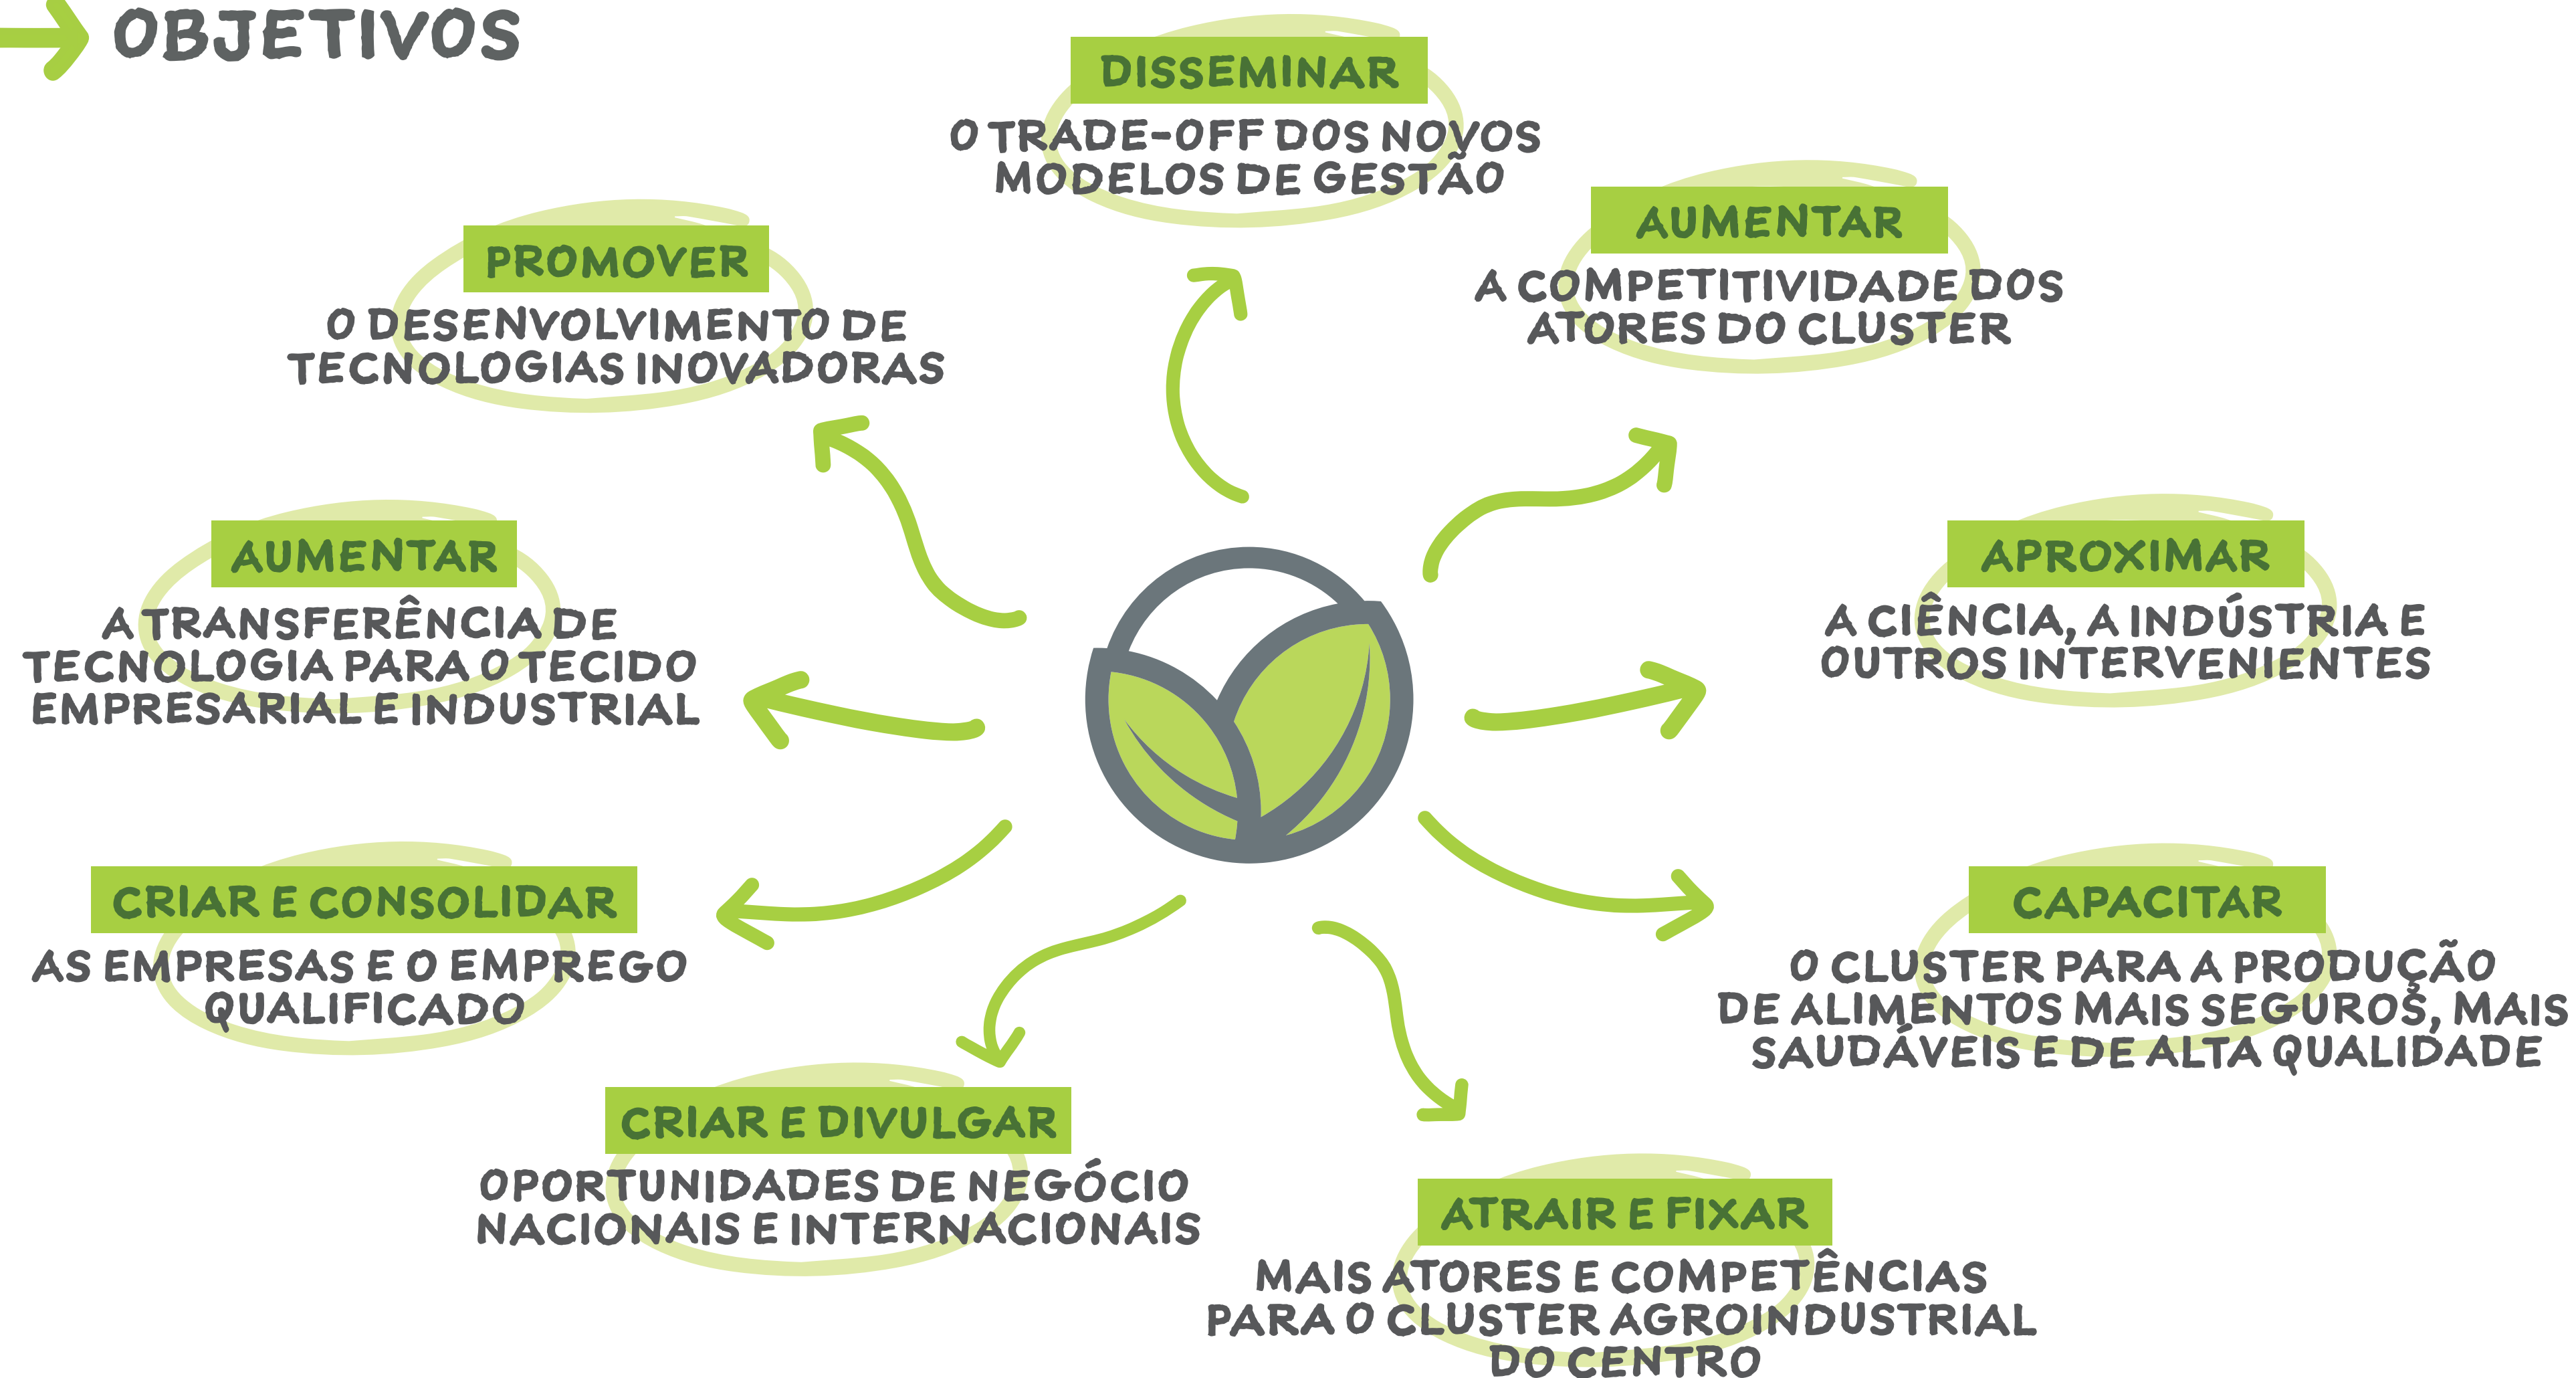 OBJETIVOS
DISSEMINAR
O TRADE-OFF DOS NOVOS
MODELOS DE GESTÃO
AUMENTAR
A COMPETITIVIDADE DOS
ATORES DO CLUSTER
APROXIMAR
A CIÊNCIA, A INDÚSTRIA E
OUTROS INTERVENIENTES
CAPACITAR
O CLUSTER PARA A PRODUÇÃO
DE ALIMENTOS MAIS SEGUROS, MAIS
SAUDÁVEIS E DE ALTA QUALIDADE
ATRAIR E FIXAR
MAIS ATORES E COMPETÊNCIAS
PARA O CLUSTER AGROINDUSTRIAL
DO CENTRO
CRIAR E DIVULGAR
OPORTUNIDADES DE NEGÓCIO
NACIONAIS E INTERNACIONAIS
CRIAR E CONSOLIDAR
AS EMPRESAS E O EMPREGO
QUALIFICADO
AUMENTAR
A TRANSFERÊNCIA DE
TECNOLOGIA PARA O TECIDO
EMPRESARIAL E INDUSTRIAL
PROMOVER
O DESENVOLVIMENTO DE
TECNOLOGIAS INOVADORAS